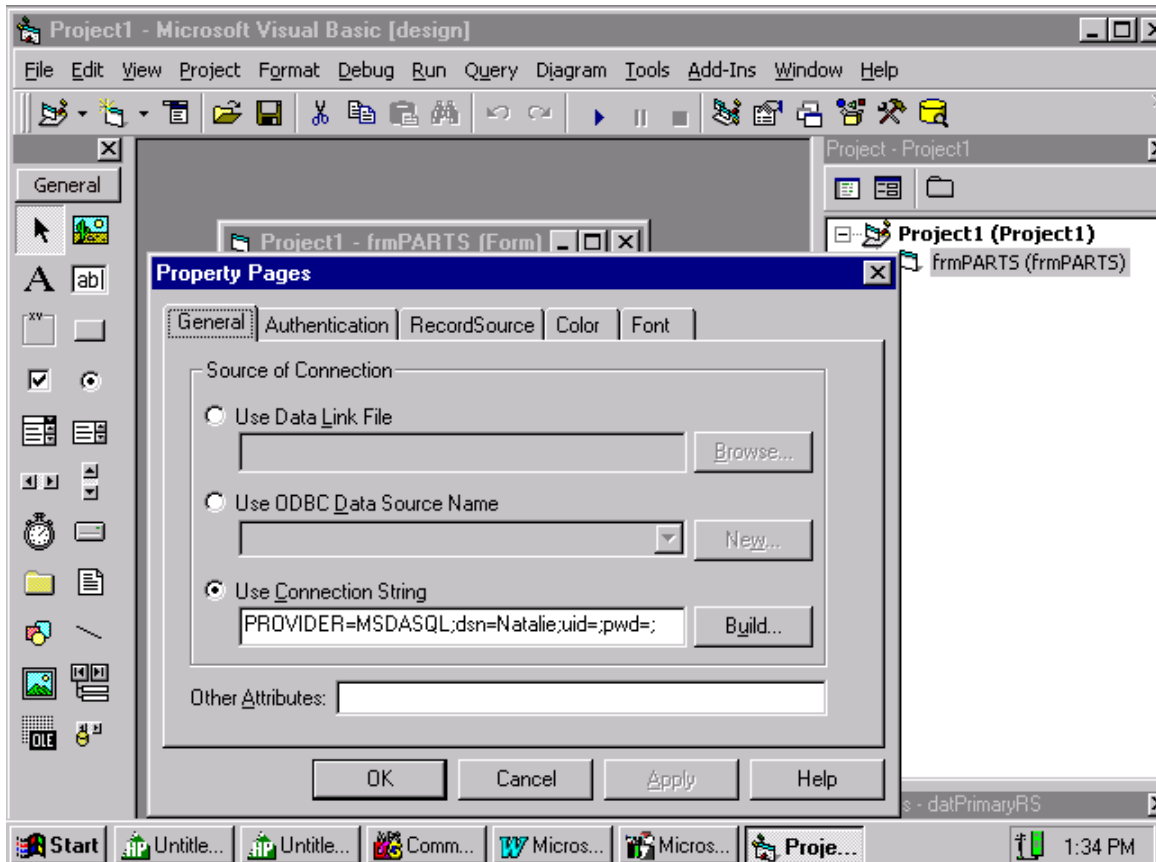 Project1 - Microsoft Visual Basic [design]
File Edit View Project Format Debug Run Query Diagram Tools Add-Ins Window Help
Project - Project1
General
Project1 - frmPARTS (Form)
Project1 (Project1)
frmPARTS (frmPARTS)
A
ab
xy
Property Pages
General Authentication RecordSource Color Font
Source of Connection
Use Data Link File
Browse...
Use ODBC Data Source Name
New...
Use Connection String
PROVIDER=MSDASQL;dsn=Natalie;uid=;pwd=;
Build...
Other Attributes:
OLE
OK Cancel Apply Help
s - datPrimaryRS
Start Untitle... Untitle... Comm... Micros... Micros... Proje... 1:34 PM